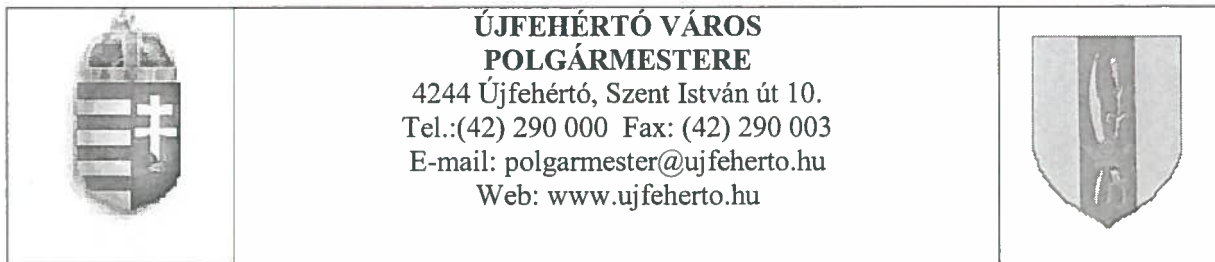 ÚJFEHÉRTÓ VÁROS
POLGÁRMESTERE
4244 Újfehértó, Szent István út 10.
Tel.:(42) 290 000 Fax: (42) 290 003
E-mail: polgarmester@ujfeherto.hu
Web: www.ujfeherto.hu